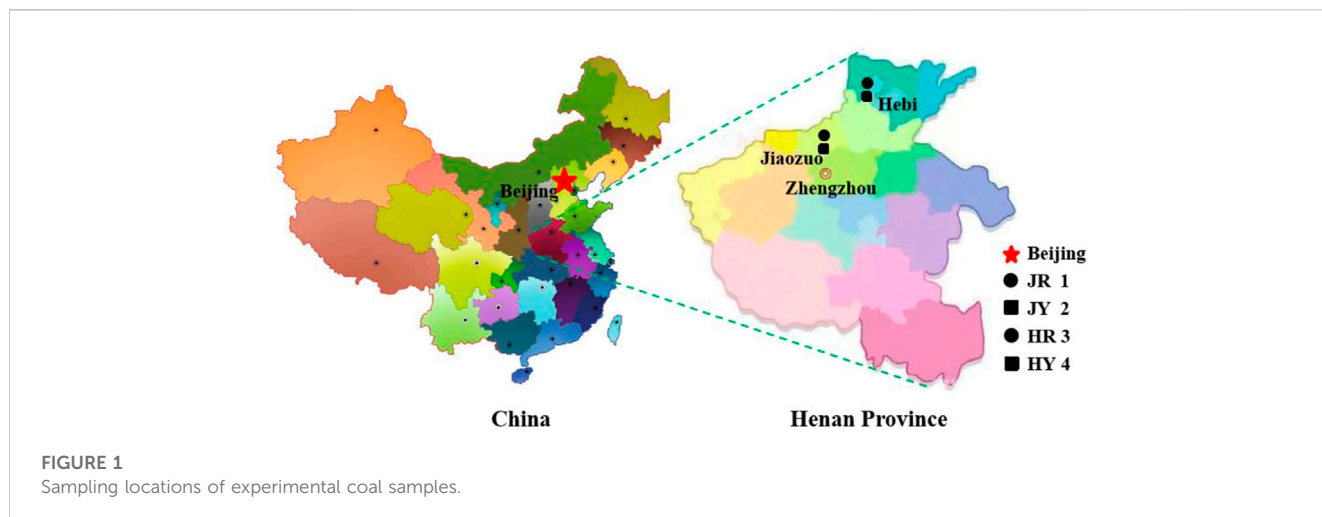 Beijing
China
Hebi
Jiaozuo
Zhengzhou
Beijing
JR 1
JY 2
HR 3
HY 4
Henan Province
FIGURE 1
Sampling locations of experimental coal samples.